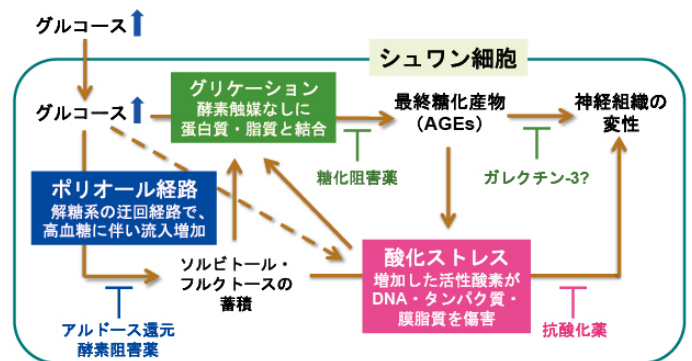 グルコース
シュワン細胞
グルコース
グリケーション
酵素触媒なしに
蛋白質・脂質と結合
最終糖化産物
（AGEs）
神経組織の
変性
糖化阻害薬
ガレクチン-3?
ポリオール経路
解糖系の迂回経路で、
高血糖に伴い流入増加
ソルビトール・
フルクトースの
蓄積
酸化ストレス
増加した活性酸素が
DNA・タンパク質・
膜脂質を傷害
アルドース還元
酵素阻害薬
抗酸化薬